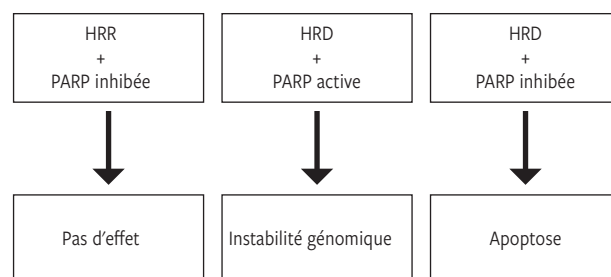 HRR
+
PARP inhibée
HRD
+
PARP active
HRD
+
PARP inhibée
Pas d'effet
Instabilité génomique
Apoptose